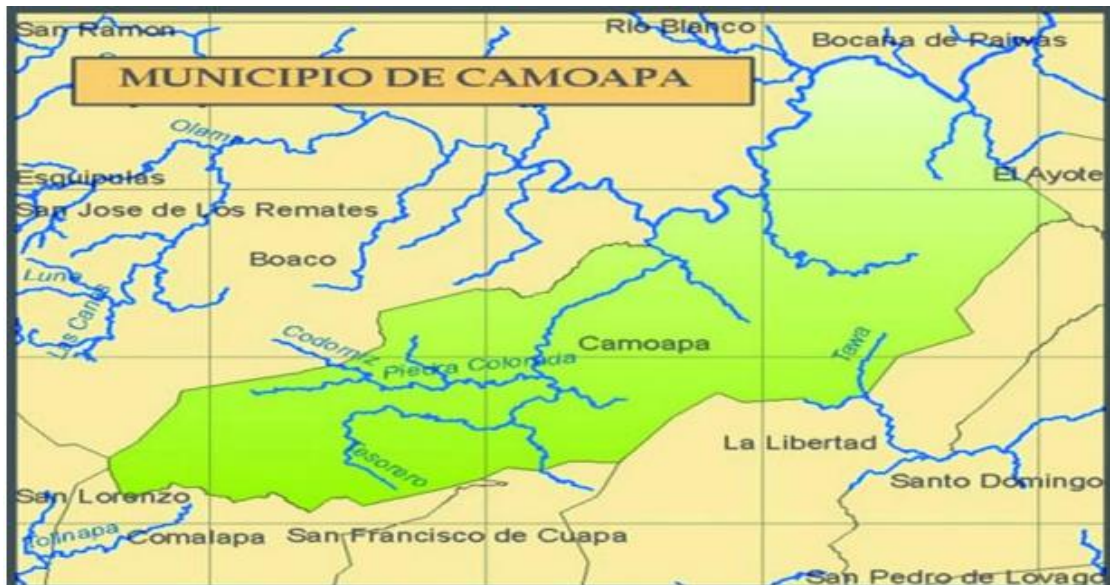 San Ramon
Rio Blanco
Bocana de Paiwas
MUNICIPIO DE CAMOAPA
Olama
Esquipulas
El Ayote
San Jose de Los Remates
Boaco
Luna
Las Canas
Codorniz
Piedra Colorada
Camoapa
Tawa
Tesorero
La Libertad
San Lorenzo
Santo Domingo
Tolinapa
Comalapa
San Francisco de Cuapa
San Pedro de Lovago